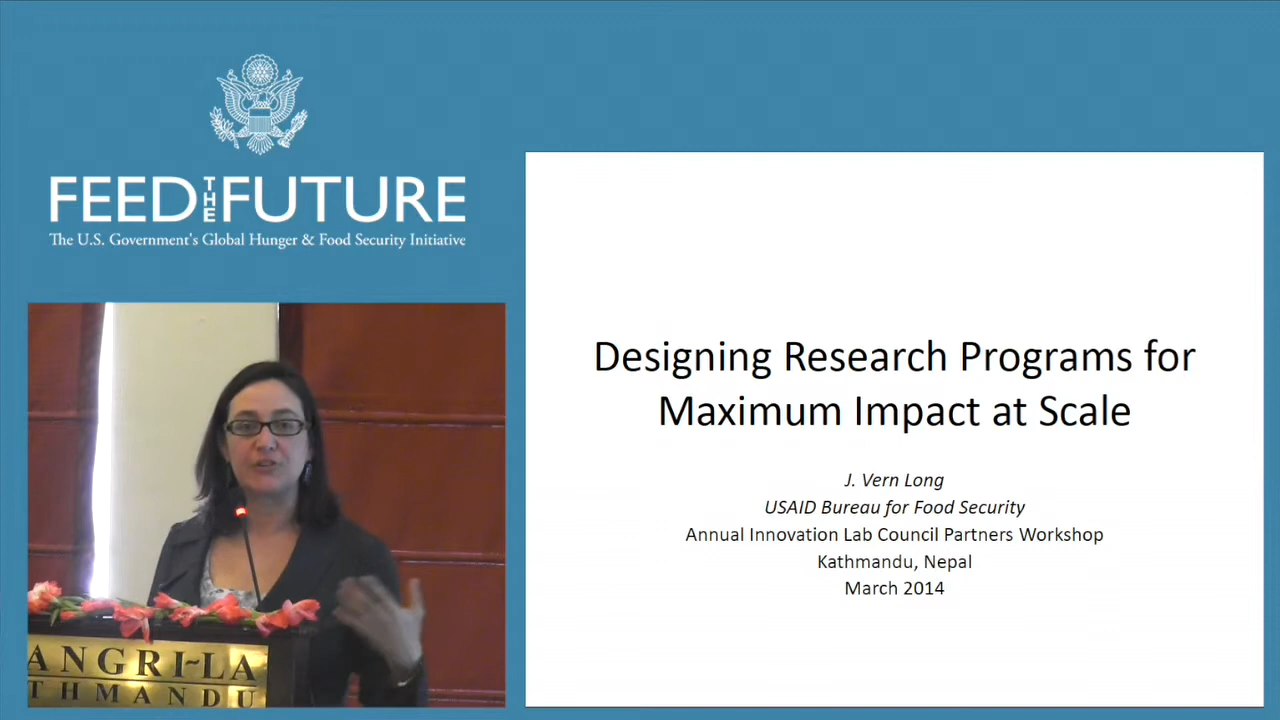 FEED THE FUTURE
The U.S. Government's Global Hunger & Food Security Initiative
Designing Research Programs for
Maximum Impact at Scale
J. Vern Long
USAID Bureau for Food Security
Annual Innovation Lab Council Partners Workshop
Kathmandu, Nepal
March 2014
ANGRI~LA
THMANDU